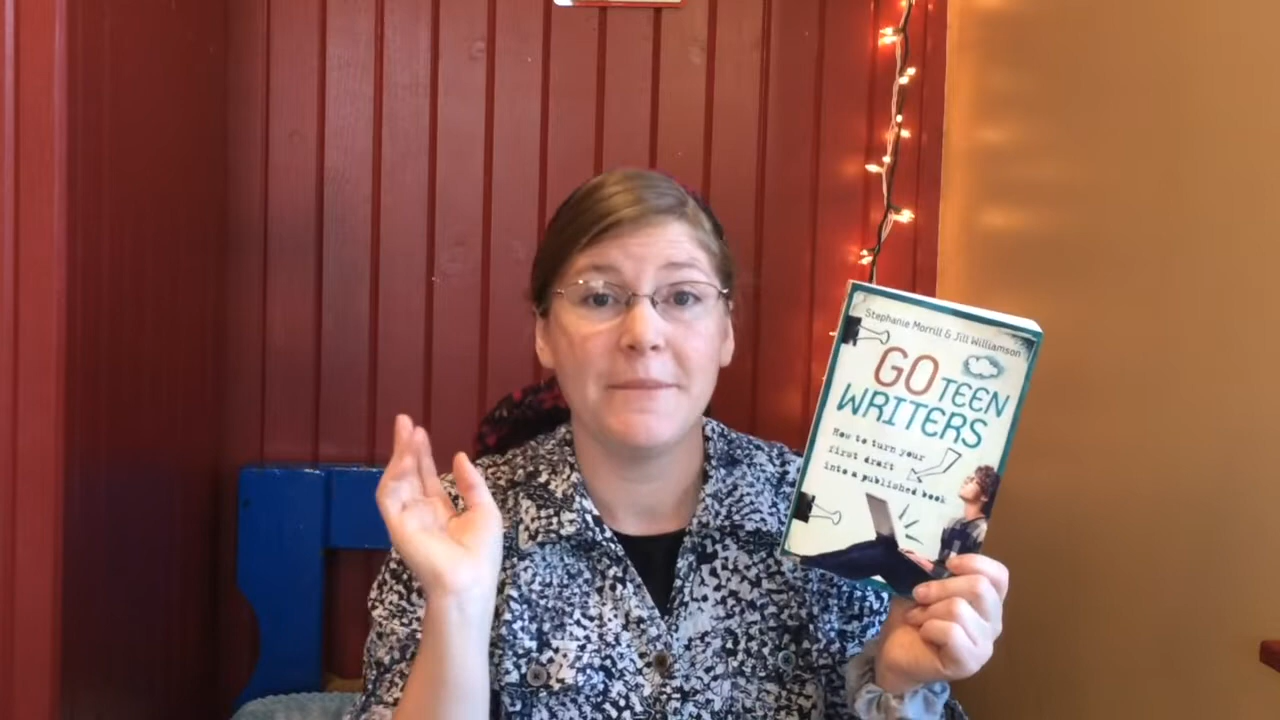 Stephanie Morrill & Jill Williamson
GO TEEN
WRITERS
How to turn your
first draft
into a published book